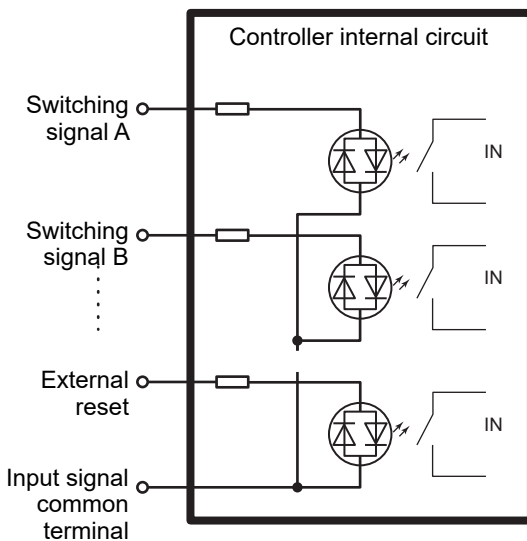 Controller internal circuit
Switching
signal A
IN
Switching
signal B
IN
External
reset
IN
Input signal
common
terminal